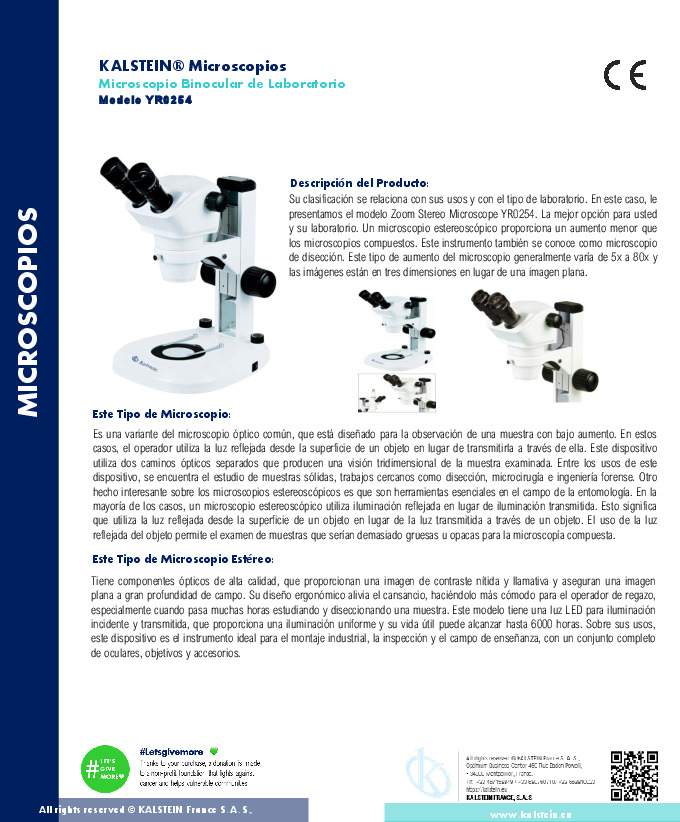 KALSTEIN® Microscopios
Microscopio Binocular de Laboratorio
Modelo YR0254
CE
MICROSCOPIOS
Descripción del Producto:
Su clasificación se relaciona con sus usos y con el tipo de laboratorio. En este caso, le
presentamos el modelo Zoom Stereo Microscope YR0254. La mejor opción para usted
y su laboratorio. Un microscopio estereoscópico proporciona un aumento menor que
los microscopios compuestos. Este instrumento también se conoce como microscopio
de disección. Este tipo de aumento del microscopio generalmente varía de 5x a 80x y
las imágenes están en tres dimensiones en lugar de una imagen plana.
Kalstein
Este Tipo de Microscopio:
Es una variante del microscopio óptico común, que está diseñado para la observación de una muestra con bajo aumento. En estos
casos, el operador utiliza la luz reflejada desde la superficie de un objeto en lugar de transmitirla a través de ella. Este dispositivo
utiliza dos caminos ópticos separados que producen una visión tridimensional de la muestra examinada. Entre los usos de este
dispositivo, se encuentra el estudio de muestras sólidas, trabajos cercanos como disección, microcirugía e ingeniería forense. Otro
hecho interesante sobre los microscopios estereoscópicos es que son herramientas esenciales en el campo de la entomología. En la
mayoría de los casos, un microscopio estereoscópico utiliza iluminación reflejada en lugar de iluminación transmitida. Esto significa
que utiliza la luz reflejada desde la superficie de un objeto en lugar de la luz transmitida a través de un objeto. El uso de la luz
reflejada del objeto permite el examen de muestras que serían demasiado gruesas u opacas para la microscopía compuesta.
Este Tipo de Microscopio Estéreo:
Tiene componentes ópticos de alta calidad, que proporcionan una imagen de contraste nítida y llamativa y aseguran una imagen
plana a gran profundidad de campo. Su diseño ergonómico alivia el cansancio, haciéndolo más cómodo para el operador de regazo,
especialmente cuando pasa muchas horas estudiando y diseccionando una muestra. Este modelo tiene una luz LED para iluminación
incidente y transmitida, que proporciona una iluminación uniforme y su vida útil puede alcanzar hasta 6000 horas. Sobre sus usos,
este dispositivo es el instrumento ideal para el montaje industrial, la inspección y el campo de enseñanza, con un conjunto completo
de oculares, objetivos y accesorios.
#LET'S
GIVE
MORE
#Letsgivemore
Thanks to your purchase, a donation is made
to a non-profit foundation that fights against
cancer and helps vulnerable communities
All rights reserved © KALSTEIN France S. A. S.,
Optimum Business Center 450 Rue Baden Powell,
• 34000 Montpellier, France.
https://kalstein.eu
KALSTEIN FRANCE, S.A.S
All rights reserved © KALSTEIN France S. A. S.,
www.kalstein.eu